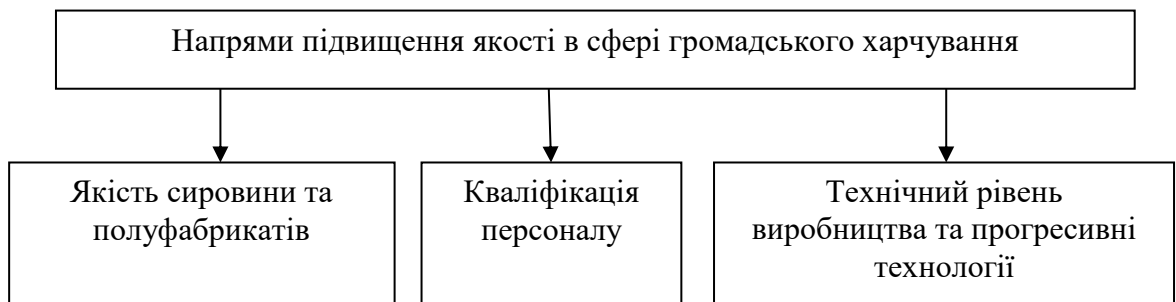 Напрями підвищення якості в сфері громадського харчування
Якість сировини та
полуфабрикатів
Кваліфікація
персоналу
Технічний рівень
виробництва та прогресивні
технології